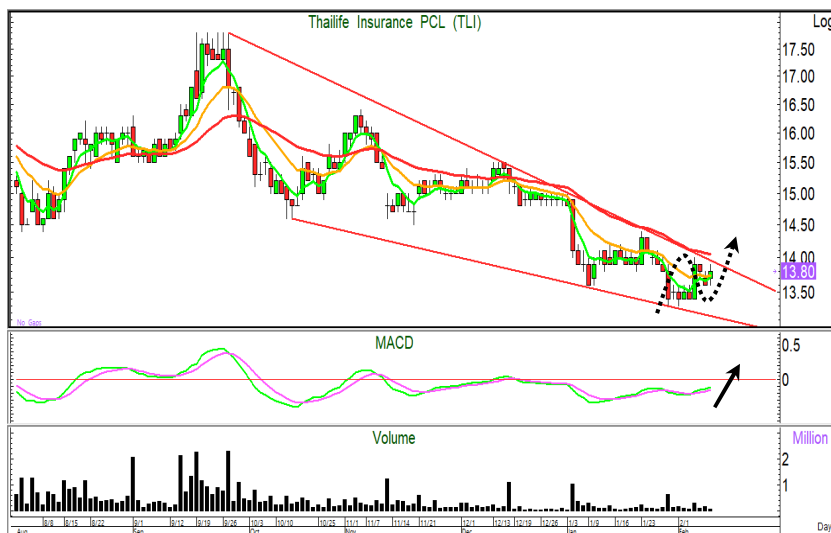 Thailife Insurance PCL (TLI)
Log
17.50
17.00
16.50
16.00
15.50
15.00
14.50
14.00
13.80
13.50
No Gaps
MACD
0.5
0
Volume
Million
2
1
8/8 8/15 8/22 9/1 9/12 9/19 9/26 10/3 10/10 10/25 11/1 11/7 11/14 11/21 12/1 12/13 12/19 12/26 1/3 1/9 1/16 1/23 2/1
Aug Sep Oct Nov Dec Jan Feb
Day